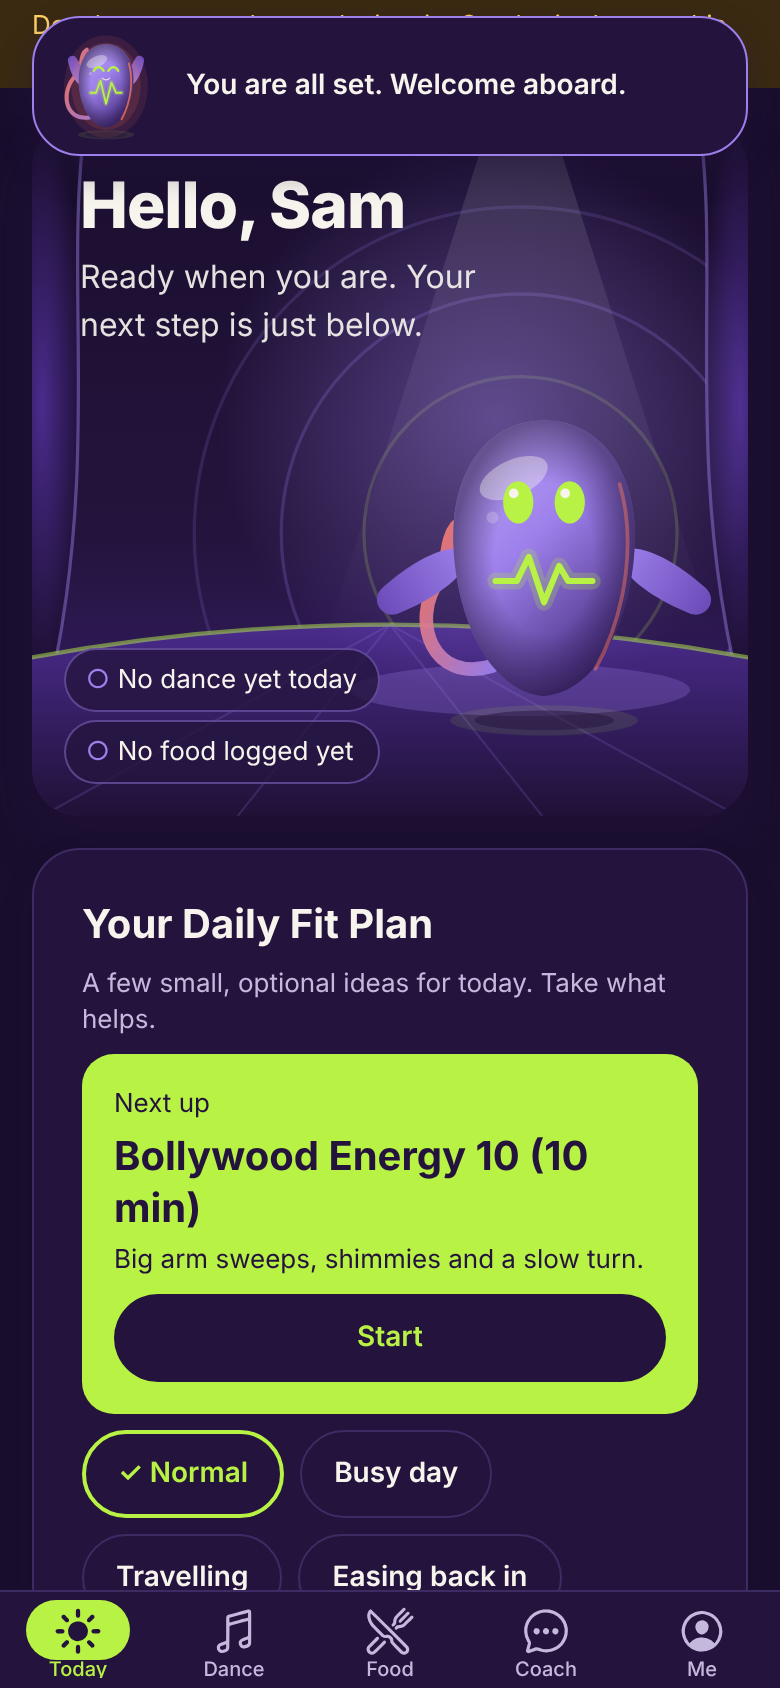 You are all set. Welcome aboard.
Hello, Sam
Ready when you are. Your
next step is just below.
No dance yet today
No food logged yet
Your Daily Fit Plan
A few small, optional ideas for today. Take what
helps.
Next up
Bollywood Energy 10 (10
min)
Big arm sweeps, shimmies and a slow turn.
Start
✓ Normal
Busy day
Travelling
Easing back in
Today
Dance
Food
Coach
Me